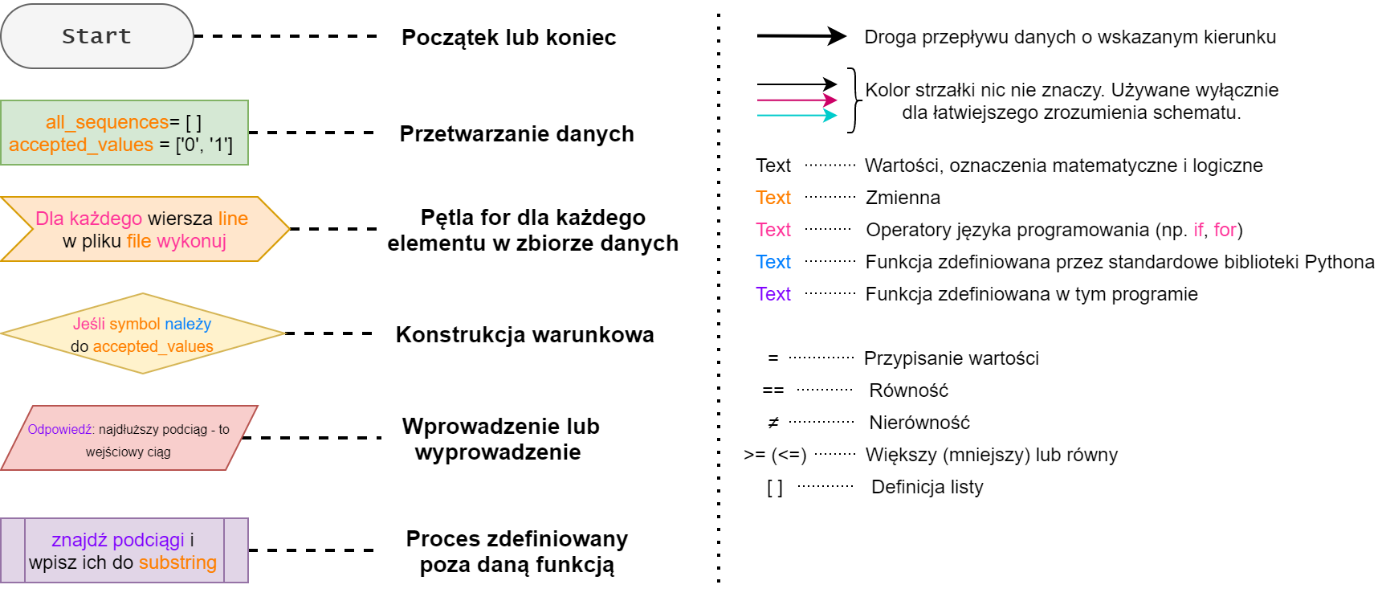 Start
Początek lub koniec
all_sequences= [ ]
accepted_values = ['0', '1']
Przetwarzanie danych
Dla każdego wiersza line
w pliku file wykonuj
Pętla for dla każdego
elementu w zbiorze danych
Jeśli symbol należy
do accepted_values
Konstrukcja warunkowa
Odpowiedź: najdłuższy podciąg - to
wejściowy ciąg
Wprowadzenie lub
wyprowadzenie
znajdź podciągi i
wpisz ich do substring
Proces zdefiniowany
poza daną funkcją
Droga przepływu danych o wskazanym kierunku
Kolor strzałki nic nie znaczy. Używane wyłącznie
dla łatwiejszego zrozumienia schematu.
Text Wartości, oznaczenia matematyczne i logiczne
Text Zmienna
Text Operatory języka programowania (np. if, for)
Text Funkcja zdefiniowana przez standardowe biblioteki Pythona
Text Funkcja zdefiniowana w tym programie
= Przypisanie wartości
== Równość
≠ Nierówność
>= (<=) Większy (mniejszy) lub równy
[ ] Definicja listy